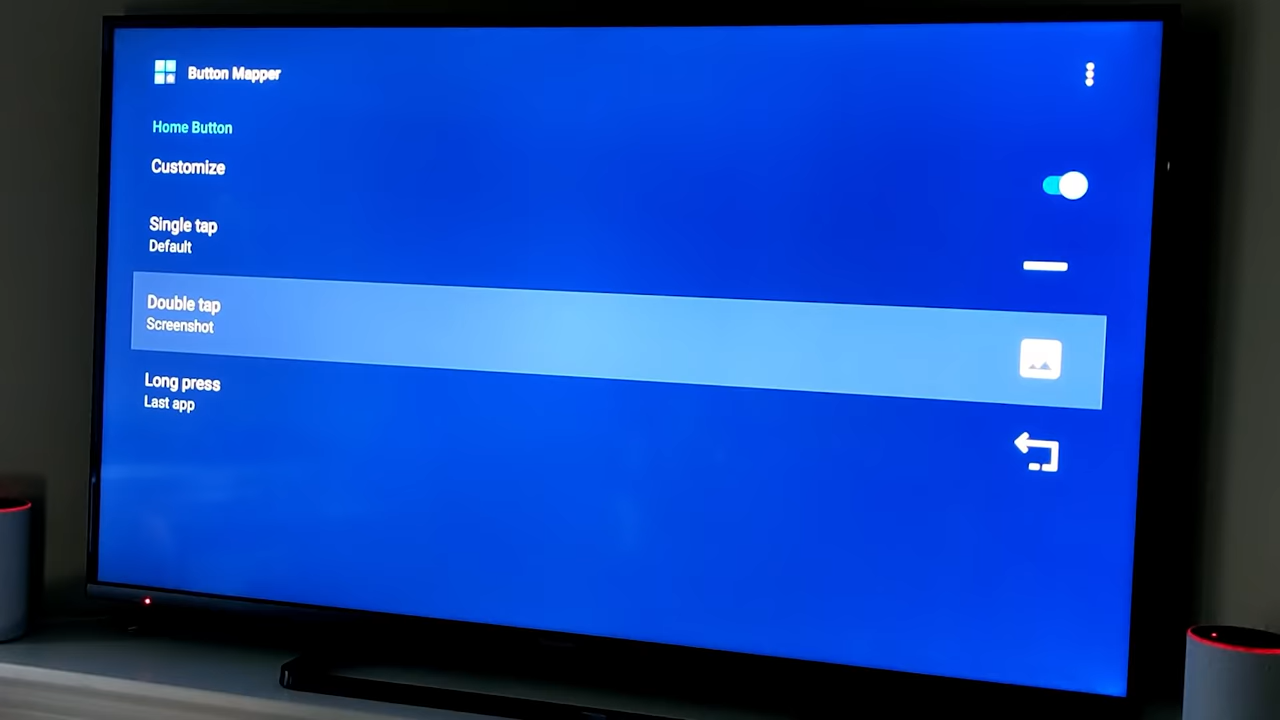 Button Mapper
Home Button
Customize
Single tap
Default
Double tap
Screenshot
Long press
Last app